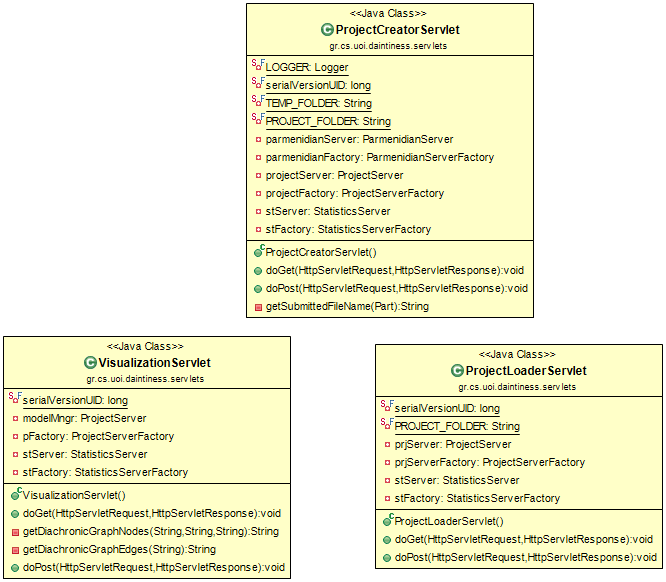 <<Java Class>>
ProjectCreatorServlet
gr.cs.uoi.daintiness.servlets
LOGGER: Logger
serialVersionUID: long
TEMP_FOLDER: String
PROJECT_FOLDER: String
parmenidianServer: ParmenidianServer
parmenidianFactory: ParmenidianServerFactory
projectServer: ProjectServer
projectFactory: ProjectServerFactory
stServer: StatisticsServer
stFactory: StatisticsServerFactory
ProjectCreatorServlet()
doGet(HttpServletRequest,HttpServletResponse):void
doPost(HttpServletRequest,HttpServletResponse):void
getSubmittedFileName(Part):String
<<Java Class>>
VisualizationServlet
gr.cs.uoi.daintiness.servlets
serialVersionUID: long
modelMngr: ProjectServer
pFactory: ProjectServerFactory
stServer: StatisticsServer
stFactory: StatisticsServerFactory
VisualizationServlet()
doGet(HttpServletRequest,HttpServletResponse):void
getDiachronicGraphNodes(String,String,String):String
getDiachronicGraphEdges(String):String
doPost(HttpServletRequest,HttpServletResponse):void
<<Java Class>>
ProjectLoaderServlet
gr.cs.uoi.daintiness.servlets
serialVersionUID: long
PROJECT_FOLDER: String
prjServer: ProjectServer
prjServerFactory: ProjectServerFactory
stServer: StatisticsServer
stFactory: StatisticsServerFactory
ProjectLoaderServlet()
doGet(HttpServletRequest,HttpServletResponse):void
doPost(HttpServletRequest,HttpServletResponse):void